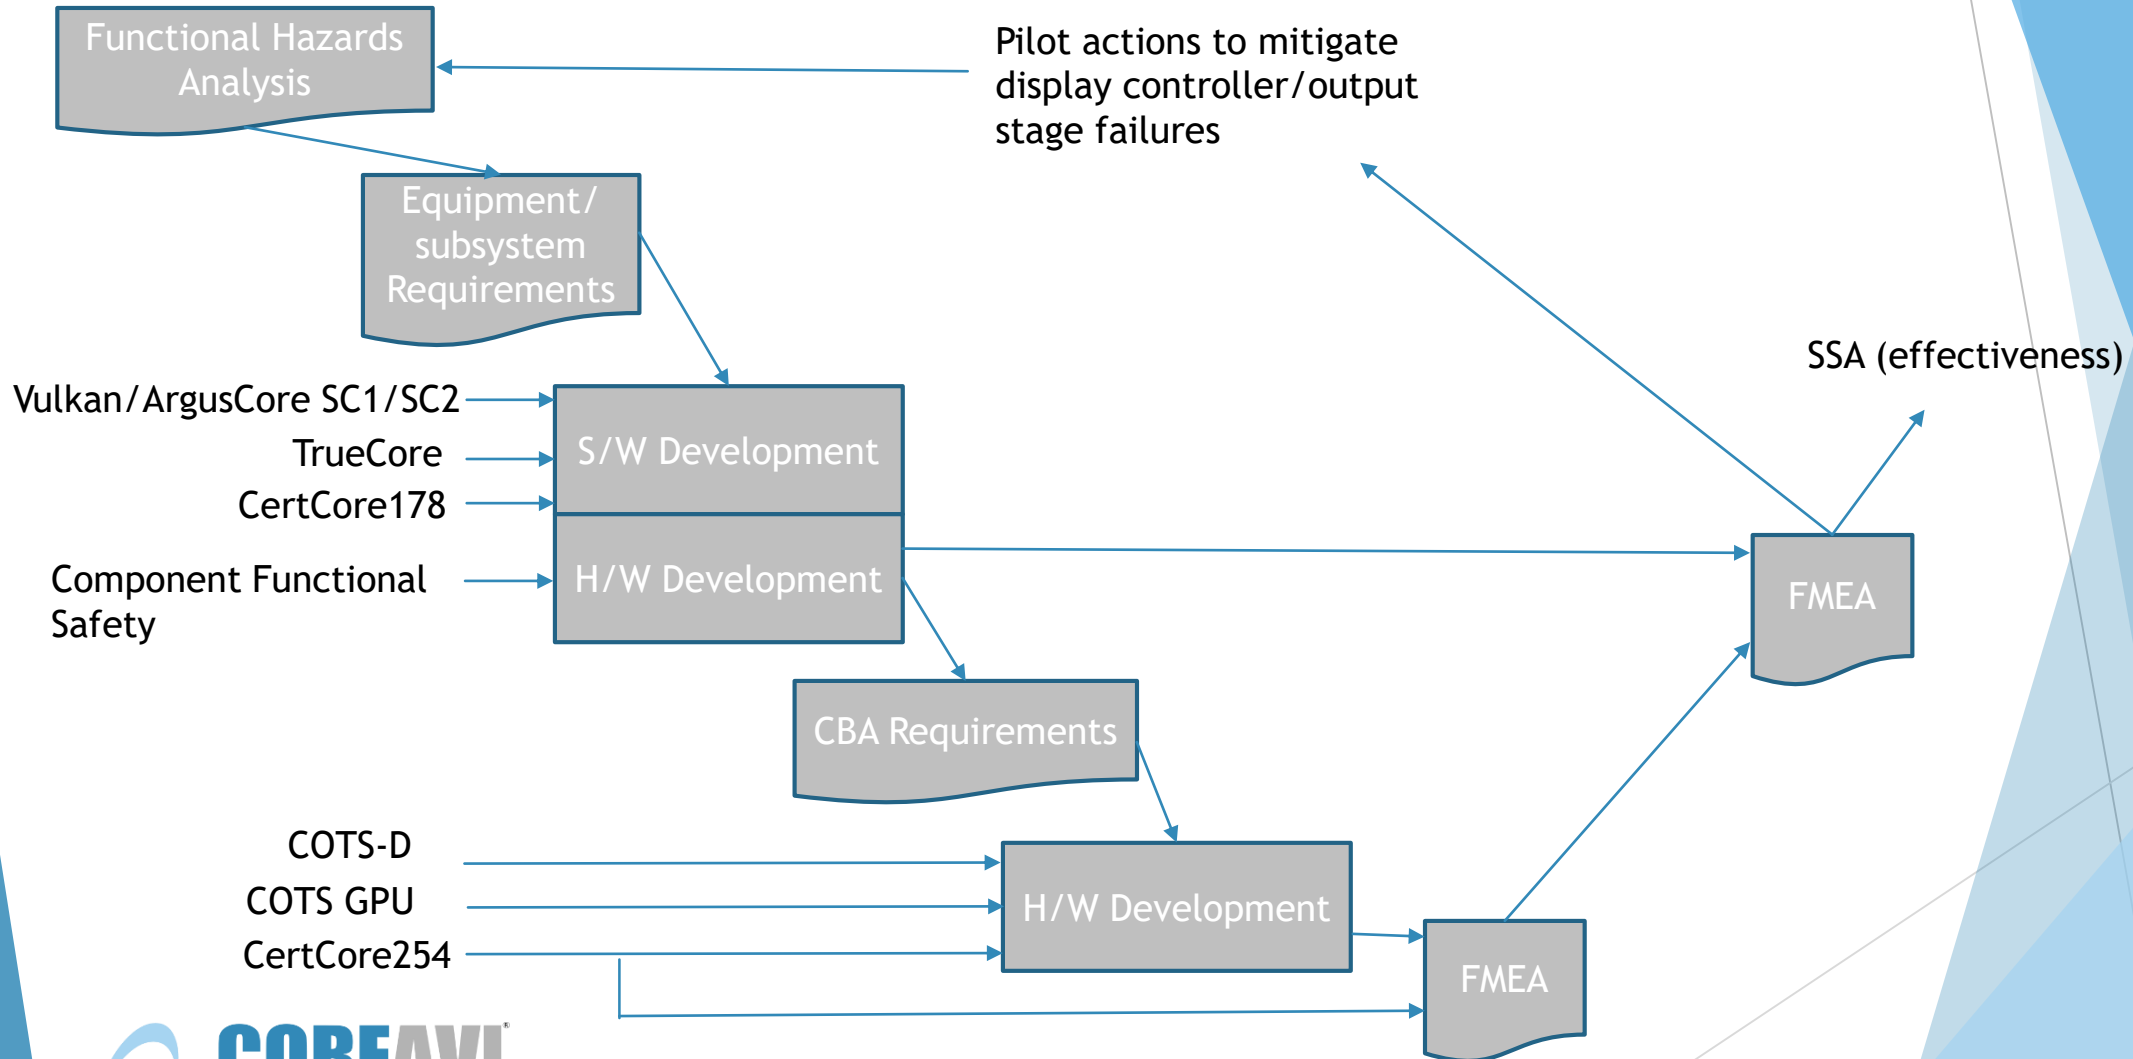 Functional Hazards
Analysis
Pilot actions to mitigate
display controller/output
stage failures
Equipment/
subsystem
Requirements
SSA (effectiveness)
Vulkan/ArgusCore SC1/SC2
TrueCore
CertCore178
S/W Development
Component Functional
Safety
H/W Development
FMEA
CBA Requirements
COTS-D
COTS GPU
CertCore254
H/W Development
FMEA
COREAVI®